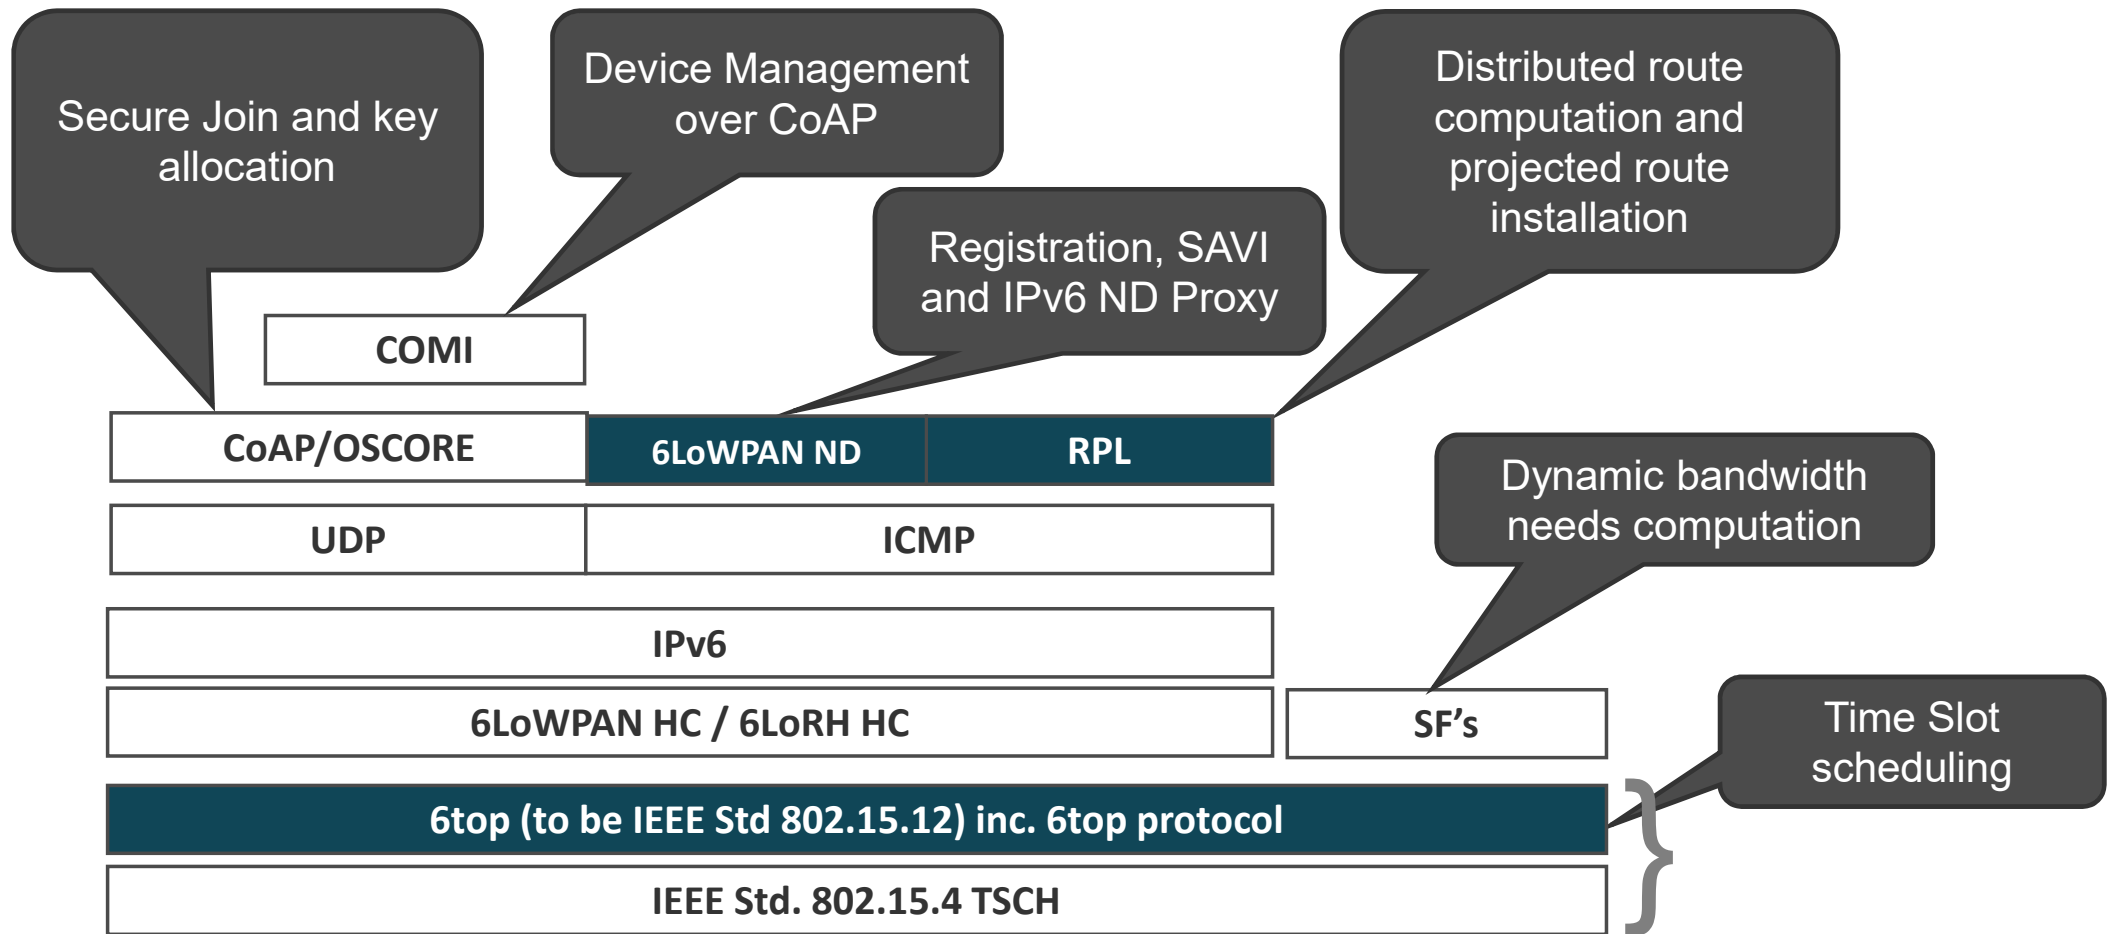 Secure Join and key
allocation
Device Management
over CoAP
Distributed route
computation and
projected route
installation
Registration, SAVI
and IPv6 ND Proxy
COMI
CoAP/OSCORE
6LoWPAN ND
RPL
Dynamic bandwidth
needs computation
UDP
ICMP
IPv6
6LoWPAN HC / 6LoRH HC
SF’s
Time Slot
scheduling
6top (to be IEEE Std 802.15.12) inc. 6top protocol
}
IEEE Std. 802.15.4 TSCH